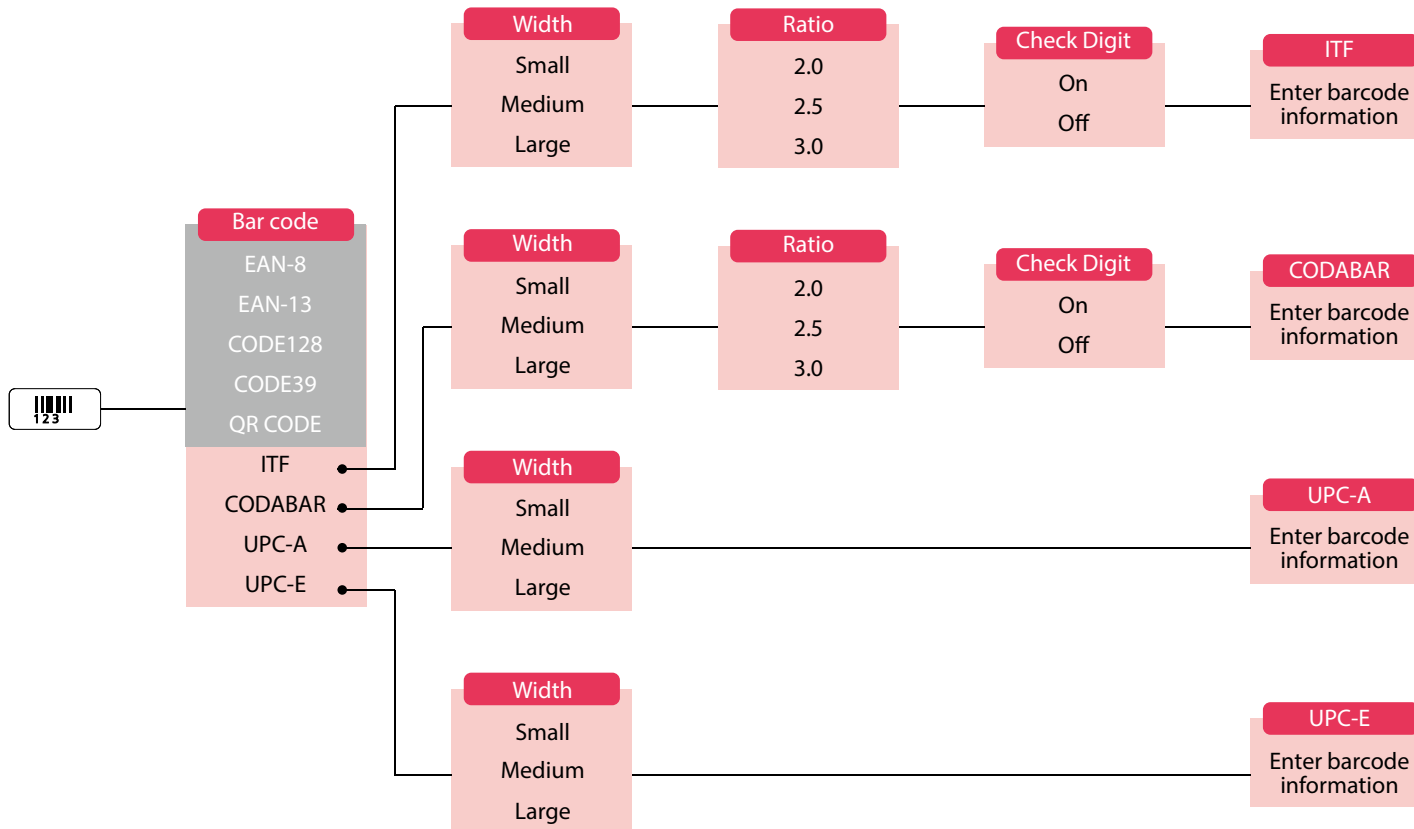 Width
Small
Medium
Large
Ratio
2.0
2.5
3.0
Check Digit
On
Off
ITF
Enter barcode
information
Bar code
EAN-8
EAN-13
CODE128
CODE39
QR CODE
ITF
CODABAR
UPC-A
UPC-E
123
Width
Small
Medium
Large
Ratio
2.0
2.5
3.0
Check Digit
On
Off
CODABAR
Enter barcode
information
Width
Small
Medium
Large
UPC-A
Enter barcode
information
Width
Small
Medium
Large
UPC-E
Enter barcode
information